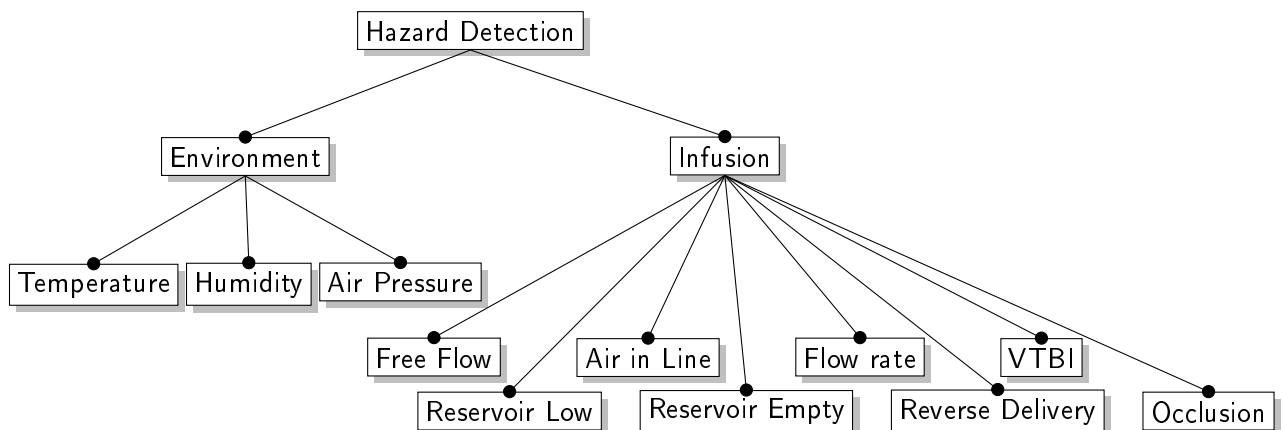 Hazard Detection
Environment
Infusion
Temperature
Humidity
Air Pressure
Free Flow
Air in Line
Flow rate
VTBI
Reservoir Low
Reservoir Empty
Reverse Delivery
Occlusion